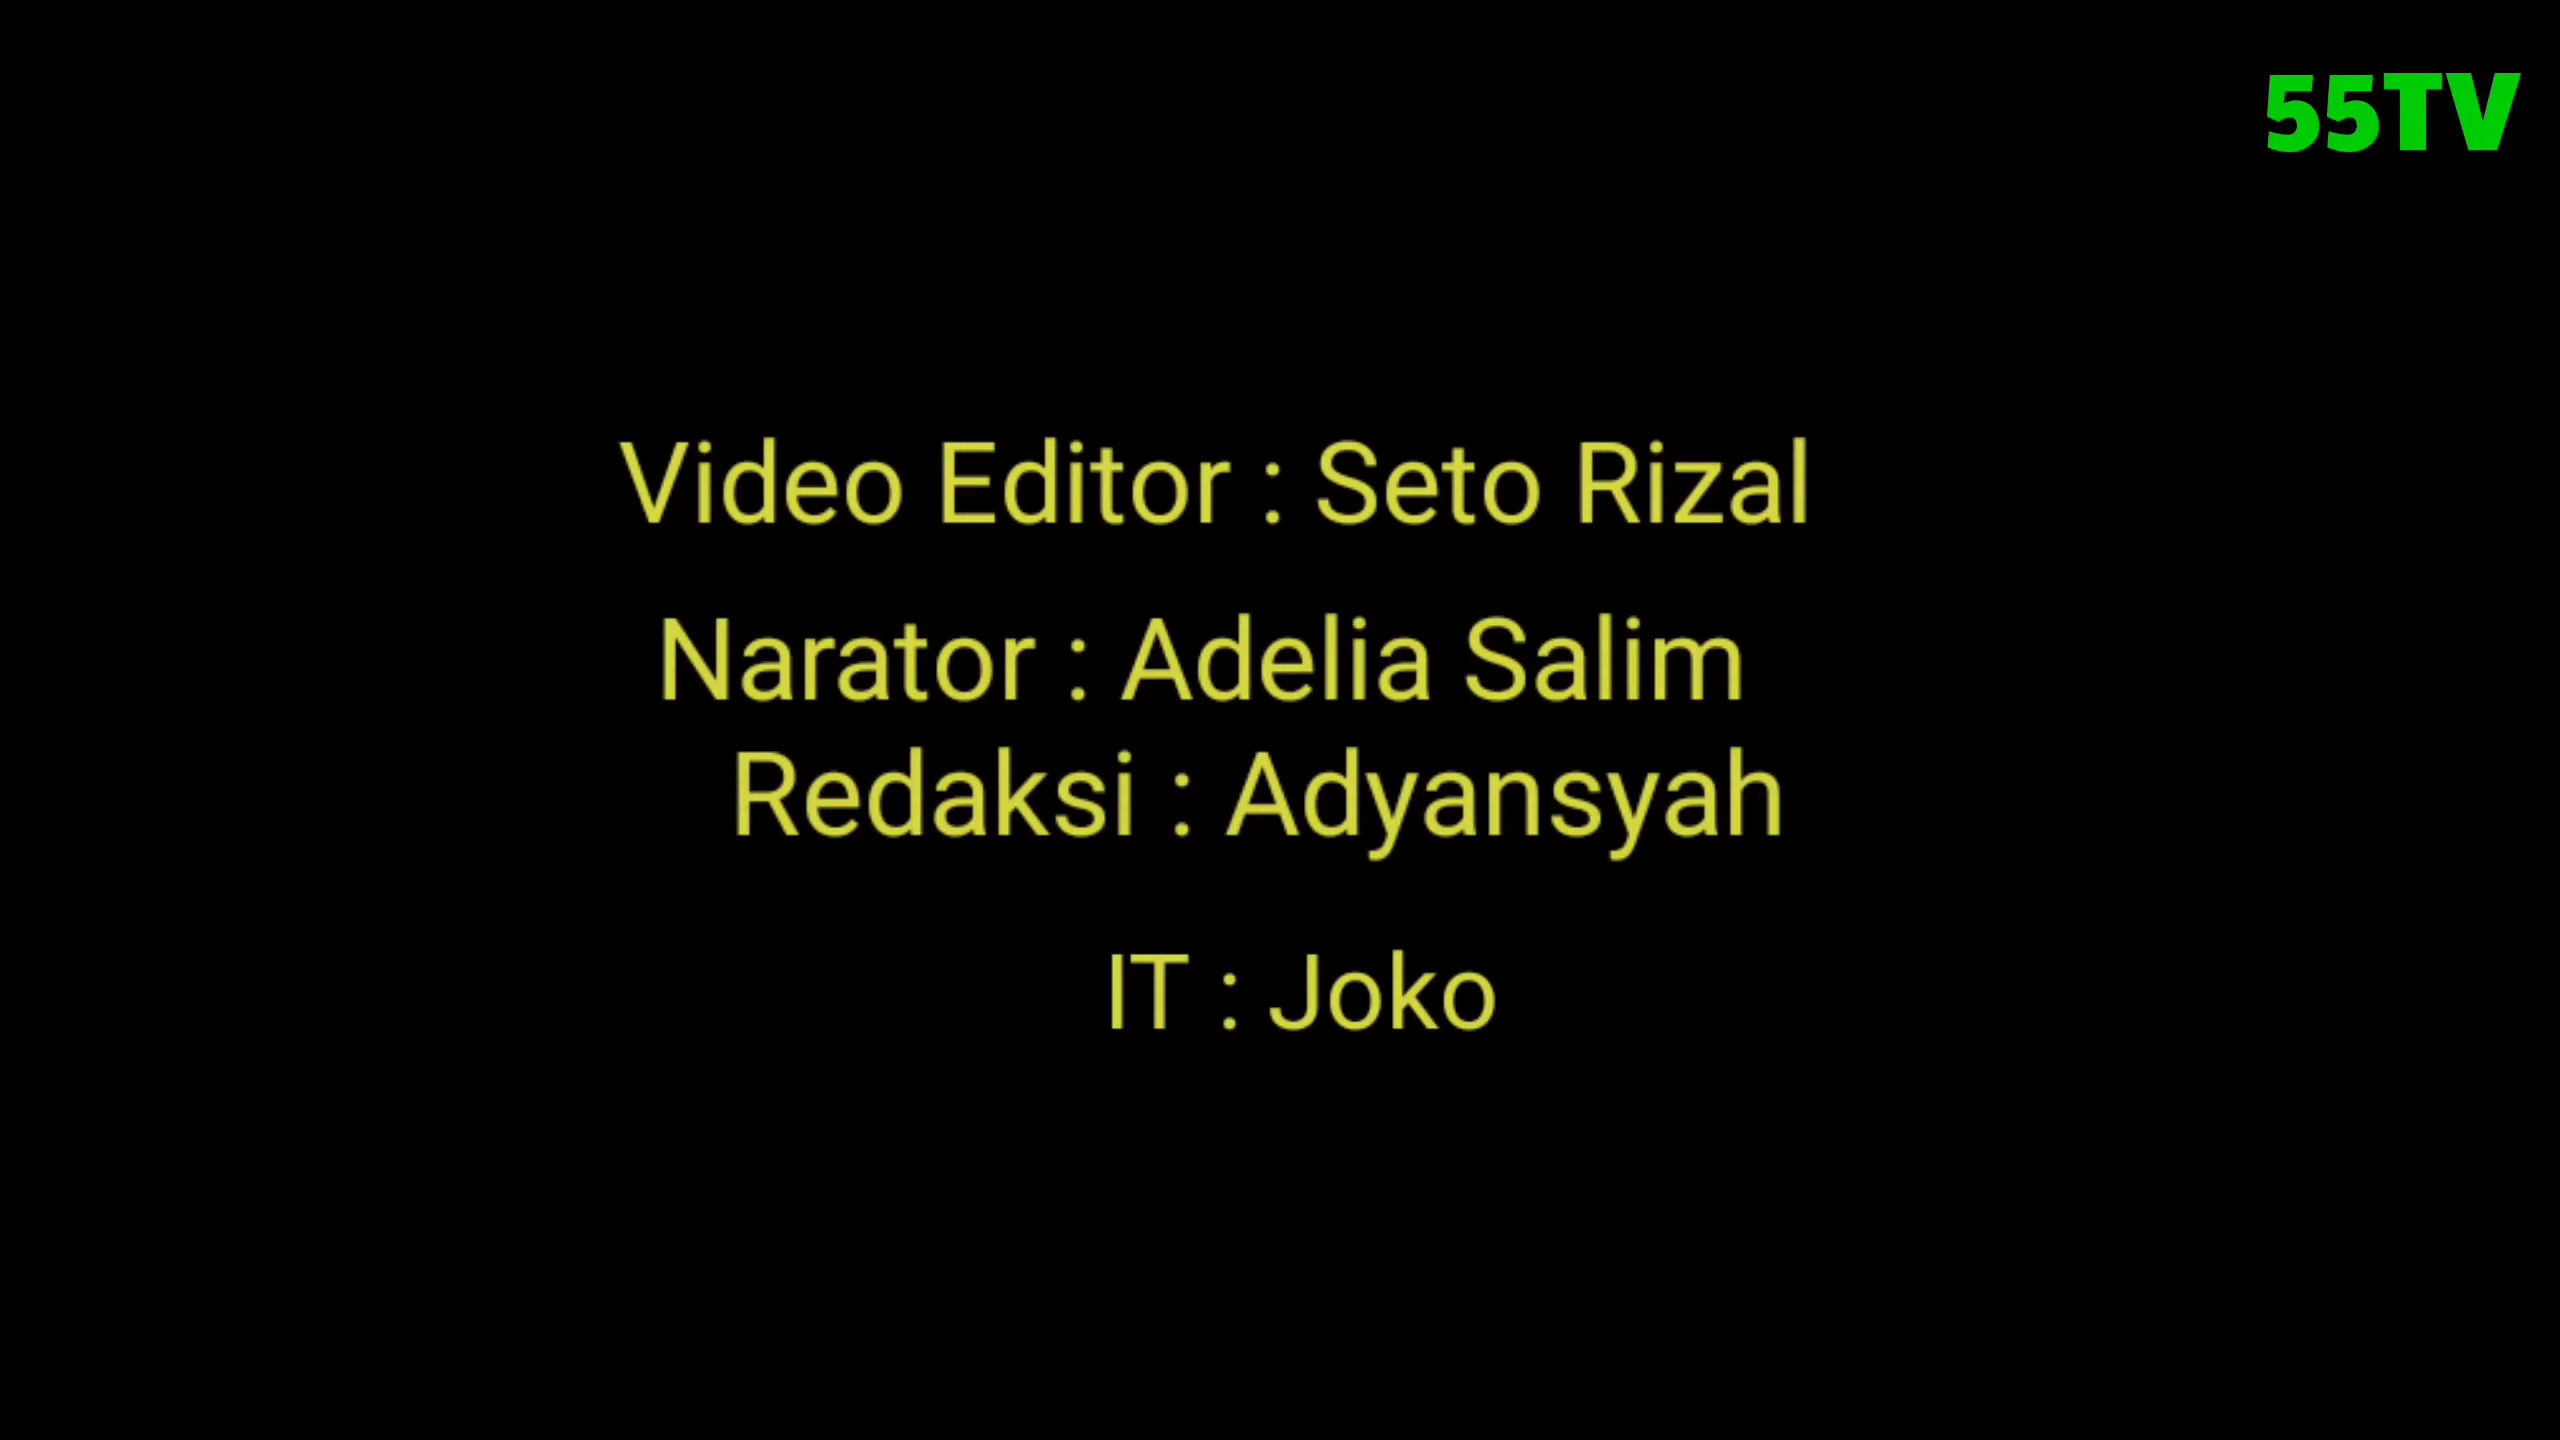 55TV
Video Editor : Seto Rizal
Narator : Adelia Salim
Redaksi : Adyansyah
IT : Joko